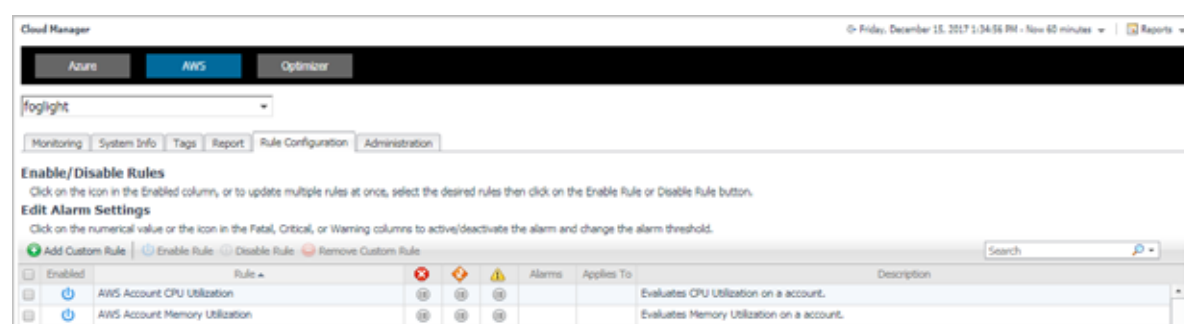 Cloud Manager
Friday, December 15, 2017 1:34:56 PM - Now 60 minutes
Reports
Azure AWS Optimizer
foglight
Monitoring System Info Tags Report Rule Configuration Administration
Enable/Disable Rules
Click on the icon in the Enabled column, or to update multiple rules at once, select the desired rules then click on the Enable Rule or Disable Rule button.
Edit Alarm Settings
Click on the numerical value or the icon in the Fatal, Critical, or Warning columns to active/deactivate the alarm and change the alarm threshold.
Add Custom Rule Enable Rule Disable Rule Remove Custom Rule Search
Enabled Rule Alarms Applies To Description
AWS Account CPU Utilization Evaluates CPU Utilization on a account.
AWS Account Memory Utilization Evaluates Memory Utilization on a account.